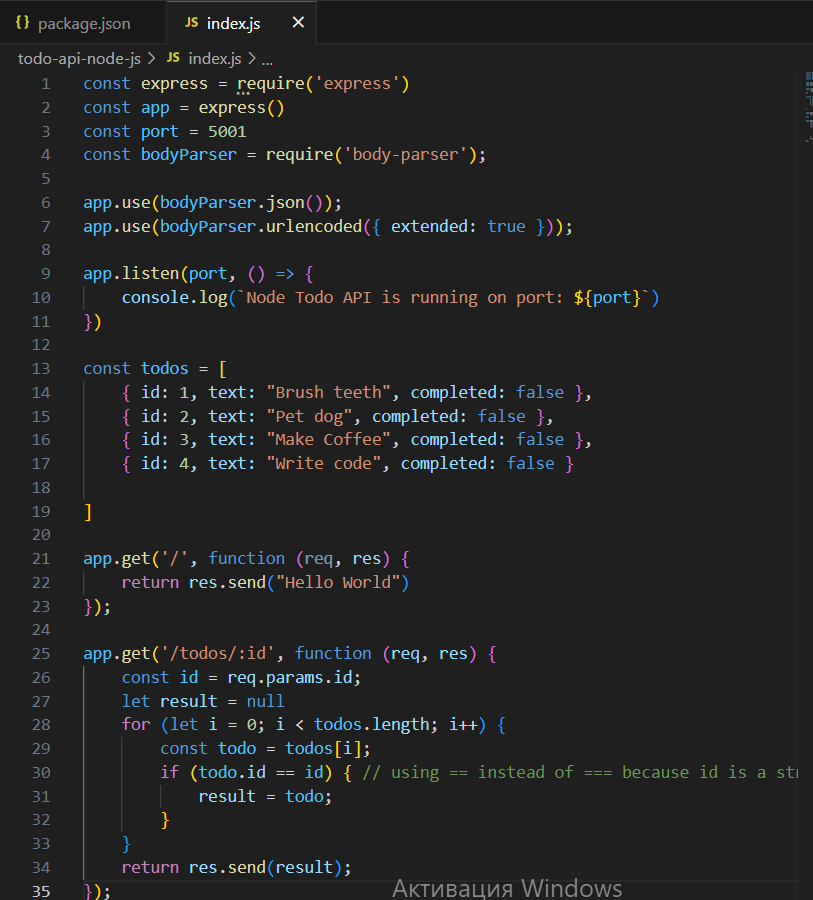 {} package.json
JS index.js ×
todo-api-node-js > JS index.js > ...
1 const express = require('express')
2 const app = express()
3 const port = 5001
4 const bodyParser = require('body-parser');
5
6 app.use(bodyParser.json());
7 app.use(bodyParser.urlencoded({ extended: true }));
8
9 app.listen(port, () => {
10     console.log(`Node Todo API is running on port: ${port}`)
11 })
12
13 const todos = [
14     { id: 1, text: "Brush teeth", completed: false },
15     { id: 2, text: "Pet dog", completed: false },
16     { id: 3, text: "Make Coffee", completed: false },
17     { id: 4, text: "Write code", completed: false }
18
19 ]
20
21 app.get('/', function (req, res) {
22     return res.send("Hello World")
23 });
24
25 app.get('/todos/:id', function (req, res) {
26     const id = req.params.id;
27     let result = null
28     for (let i = 0; i < todos.length; i++) {
29         const todo = todos[i];
30         if (todo.id == id) { // using == instead of === because id is a
31             result = todo;
32         }
33     }
34     return res.send(result);
35 });
Активация Windows